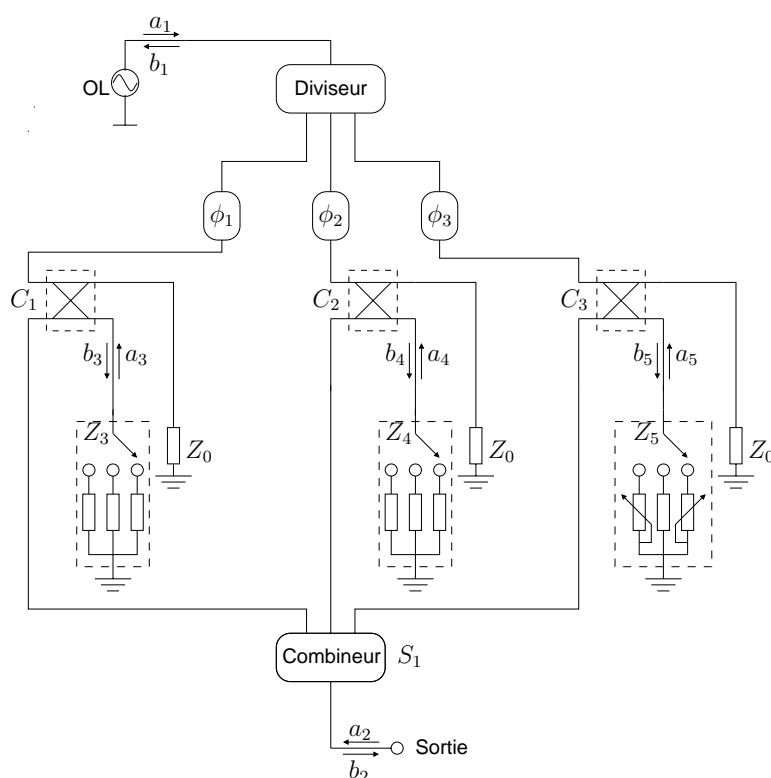 a₁
b₁
OL
Diviseur
ϕ₁ ϕ₂ ϕ₃
C₁ C₂ C₃
b₃ a₃ b₄ a₄ b₅ a₅
Z₃ Z₄ Z₅
Z₀ Z₀ Z₀
Combineur S₁
a₂
Sortie
b₂